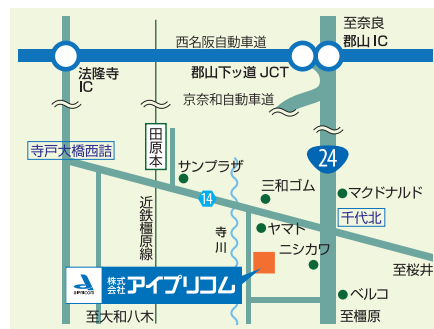 至奈良
西名阪自動車道
郡山 IC
法隆寺
IC
郡山下ッ道 JCT
京奈和自動車道
田原本
寺戸大橋西詰
24
サンプラザ
14
三和ゴム
マクドナルド
千代北
近鉄橿原線
寺川
ヤマト
ニシカワ
至桜井
株式会社アイプリコム
ベルコ
至大和八木
至橿原